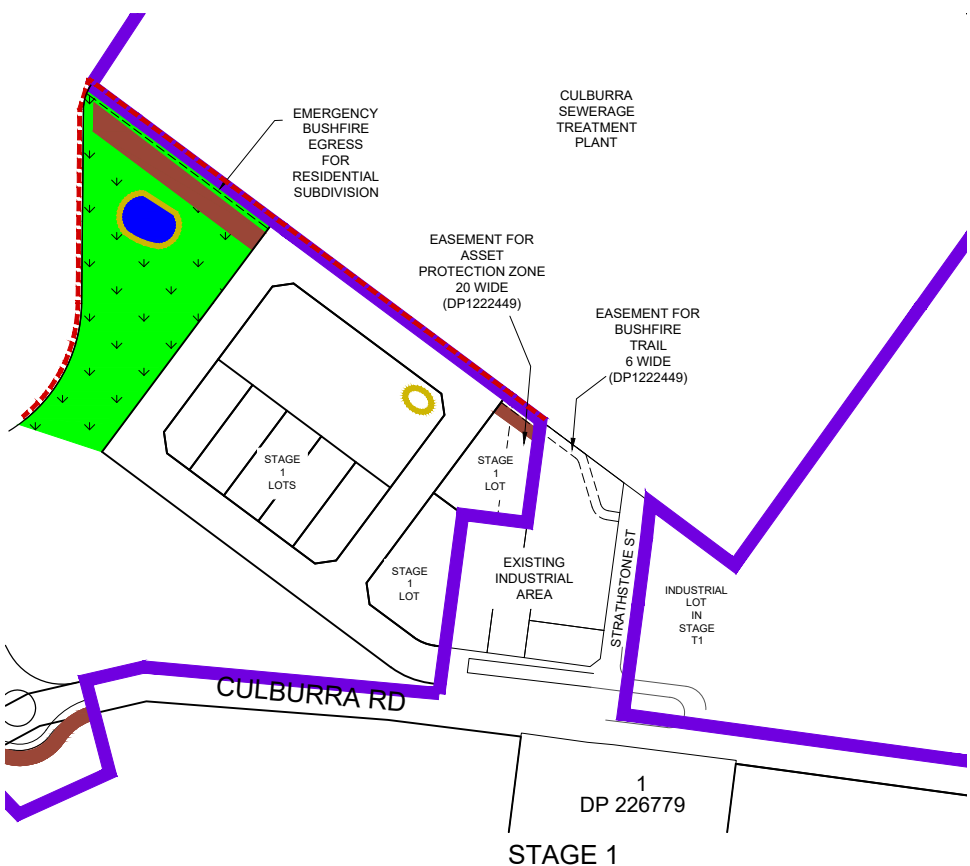 CULBURRA
SEWERAGE
TREATMENT
PLANT
EMERGENCY
BUSHFIRE
EGRESS
FOR
RESIDENTIAL
SUBDIVISION
EASEMENT FOR
ASSET
PROTECTION ZONE
20 WIDE
(DP1222449)
EASEMENT FOR
BUSHFIRE
TRAIL
6 WIDE
(DP1222449)
STAGE
1
LOTS
STAGE
1
LOT
STAGE
1
LOT
EXISTING
INDUSTRIAL
AREA
STRATHSTONE ST
INDUSTRIAL
LOT
IN
STAGE
T1
CULBURRA RD
1
DP 226779
STAGE 1